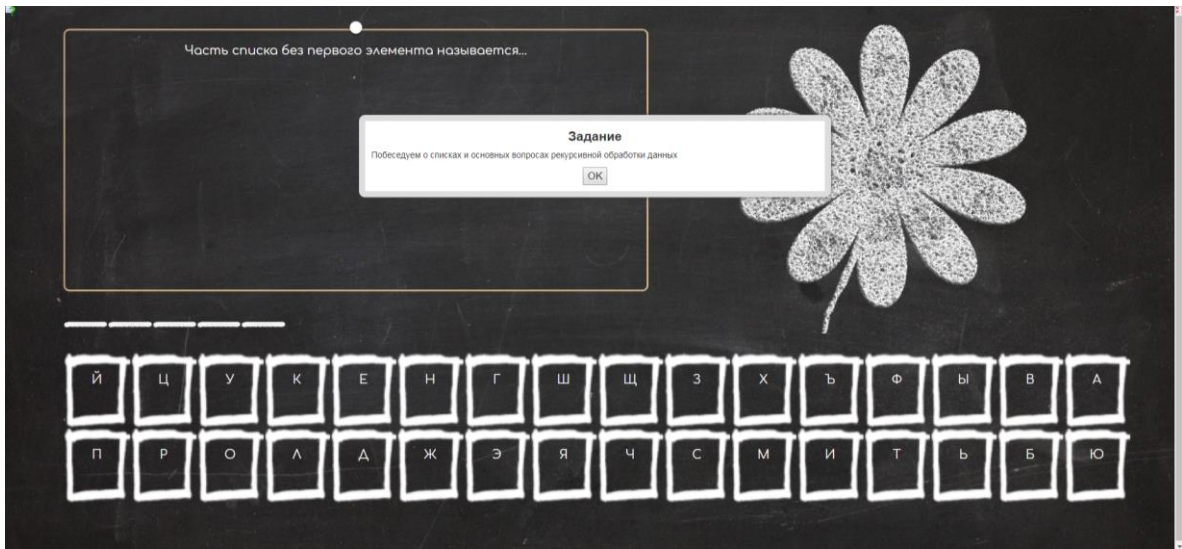 Часть списка без первого элемента называется...
Задание
Побеседуем о списках и основных вопросах рекурсивной обработки данных
OK
Й Ц У К Е Н Г Ш Щ З Х Ъ Ф Ы В А
П Р О Л Д Ж Э Я Ч С М И Т Ь Б Ю